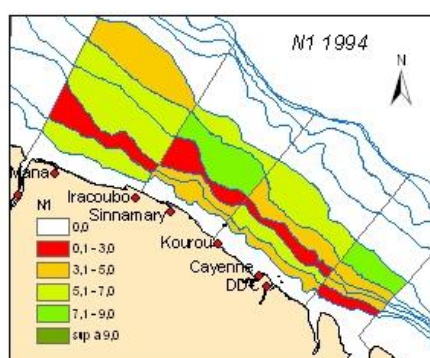 N1 1994
N
Mana
Iracoubo
Sinnamary
N1
0,0
0,1 - 3,0
Kourou
3,1 - 5,0
Cayenne
5,1 - 7,0
DDC
7,1 - 9,0
sup à 9,0